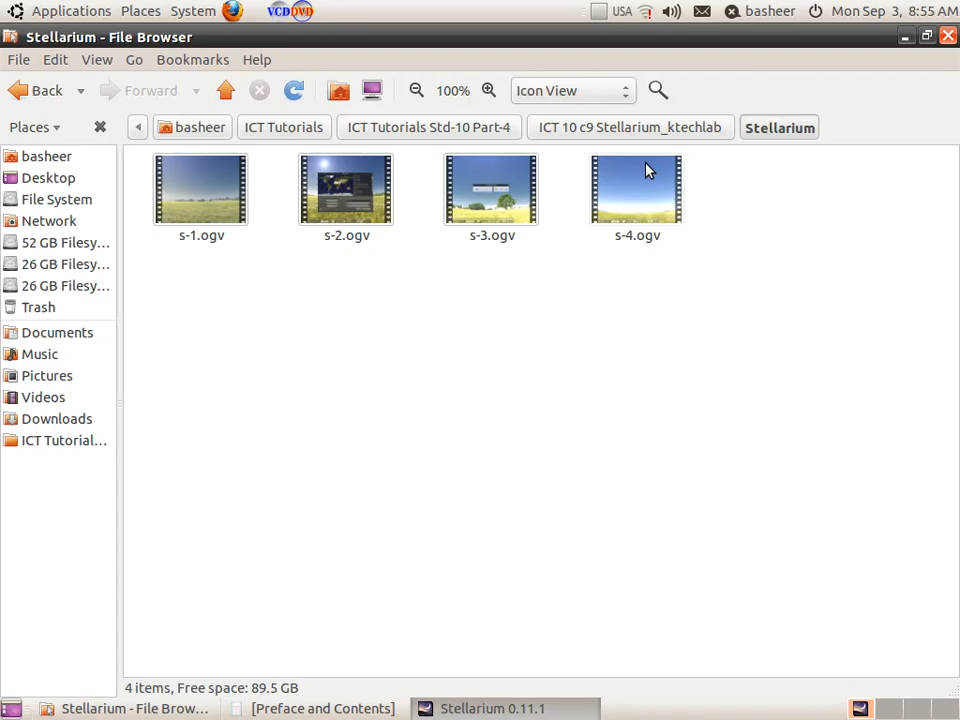 Applications Places System VCD DVD USA basheer Mon Sep 3, 8:55 AM
Stellarium - File Browser
File Edit View Go Bookmarks Help
Back Forward 100% Icon View
Places basheer ICT Tutorials ICT Tutorials Std-10 Part-4 ICT 10 c9 Stellarium_ktechlab Stellarium
basheer
Desktop
File System
Network
52 GB Filesy...
26 GB Filesy...
26 GB Filesy...
Trash
Documents
Music
Pictures
Videos
Downloads
ICT Tutorial...
s-1.ogv s-2.ogv s-3.ogv s-4.ogv
4 items, Free space: 89.5 GB
Stellarium - File Brow... [Preface and Contents] Stellarium 0.11.1